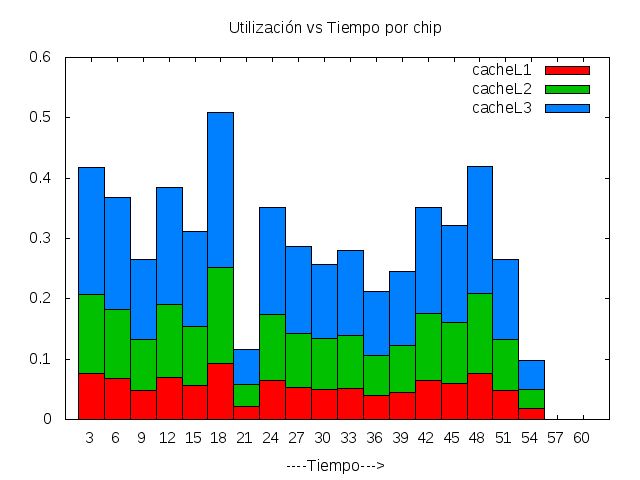 Utilización vs Tiempo por chip
0.6
cacheL1
cacheL2
cacheL3
0.5
0.4
0.3
0.2
0.1
0
3 6 9 12 15 18 21 24 27 30 33 36 39 42 45 48 51 54 57 60
----Tiempo--->